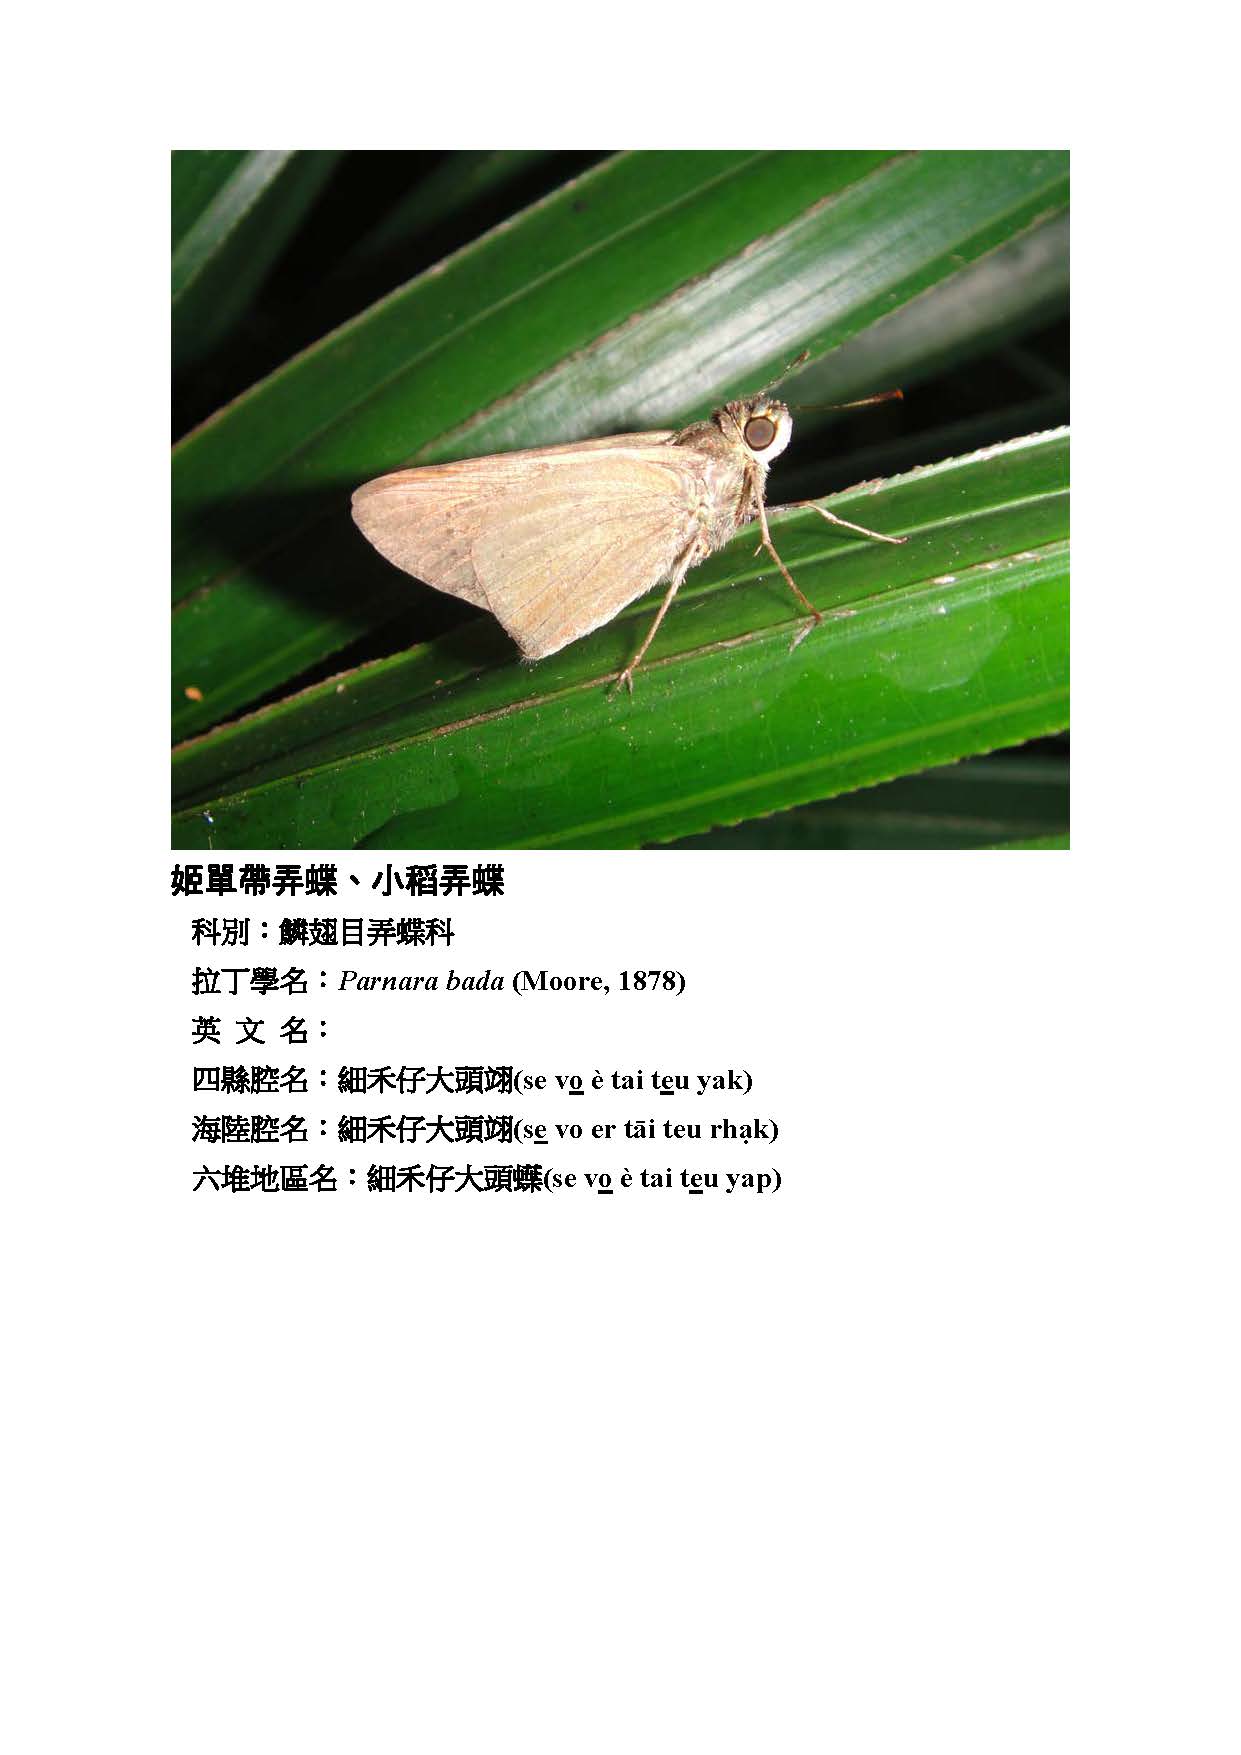 姬單帶弄蝶、小稻弄蝶
科別：鱗翅目弄蝶科
拉丁學名：Parnara bada (Moore, 1878)
英 文 名：
四縣腔名：細禾仔大頭翊(se vo̲ è tai te̲u yak)
海陸腔名：細禾仔大頭翊(se̲ vo er tāi teu rhạk)
六堆地區名：細禾仔大頭蠂(se vo̲ è tai te̲u yap)